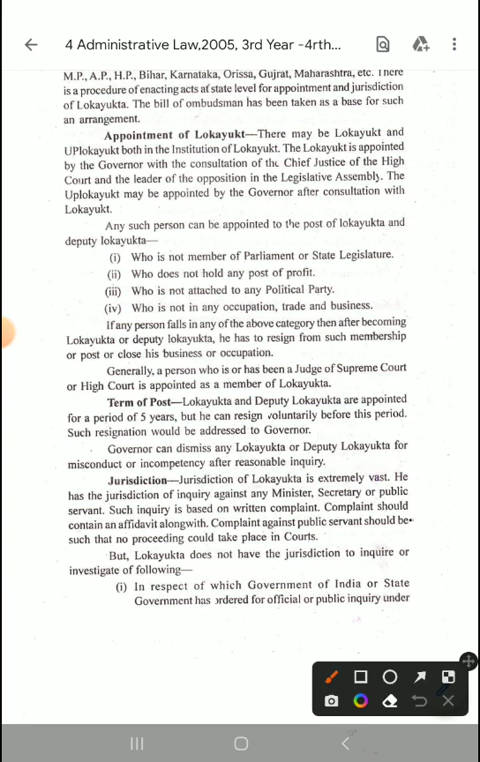 4 Administrative Law,2005, 3rd Year -4rth...
M.P., A.P., H.P., Bihar, Karnataka, Orissa, Gujrat, Maharashtra, etc. There
is a procedure of enacting acts at state level for appointment and jurisdiction
of Lokayukta. The bill of ombudsman has been taken as a base for such
an arrangement.
Appointment of Lokayukt—There may be Lokayukt and
UPlokayukt both in the Institution of Lokayukt. The Lokayukt is appointed
by the Governor with the consultation of the Chief Justice of the High
Court and the leader of the opposition in the Legislative Assembly. The
Uplokayukt may be appointed by the Governor after consultation with
Lokayukt.
Any such person can be appointed to the post of lokayukta and
deputy lokayukta—
(i) Who is not member of Parliament or State Legislature.
(ii) Who does not hold any post of profit.
(iii) Who is not attached to any Political Party.
(iv) Who is not in any occupation, trade and business.
If any person falls in any of the above category then after becoming
Lokayukta or deputy lokayukta, he has to resign from such membership
or post or close his business or occupation.
Generally, a person who is or has been a Judge of Supreme Court
or High Court is appointed as a member of Lokayukta.
Term of Post—Lokayukta and Deputy Lokayukta are appointed
for a period of 5 years, but he can resign voluntarily before this period.
Such resignation would be addressed to Governor.
Governor can dismiss any Lokayukta or Deputy Lokayukta for
misconduct or incompetency after reasonable inquiry.
Jurisdiction—Jurisdiction of Lokayukta is extremely vast. He
has the jurisdiction of inquiry against any Minister, Secretary or public
servant. Such inquiry is based on written complaint. Complaint should
contain an affidavit alongwith. Complaint against public servant should be
such that no proceeding could take place in Courts.
But, Lokayukta does not have the jurisdiction to inquire or
investigate of following—
(i) In respect of which Government of India or State
Government has ordered for official or public inquiry under